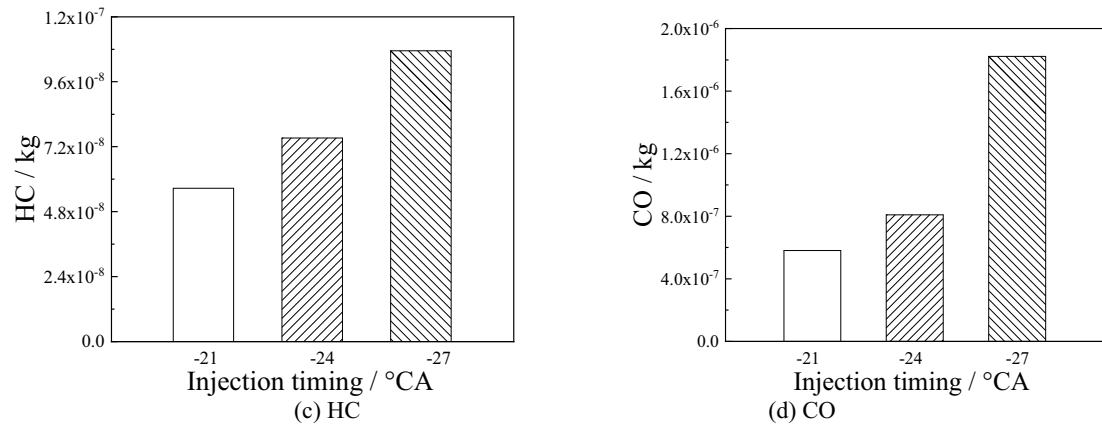 HC / kg
1.2x10⁻⁷
9.6x10⁻⁸
7.2x10⁻⁸
4.8x10⁻⁸
2.4x10⁻⁸
0.0
-21 -24 -27
Injection timing / °CA
(c) HC
CO / kg
2.0x10⁻⁶
1.6x10⁻⁶
1.2x10⁻⁶
8.0x10⁻⁷
4.0x10⁻⁷
0.0
-21 -24 -27
Injection timing / °CA
(d) CO